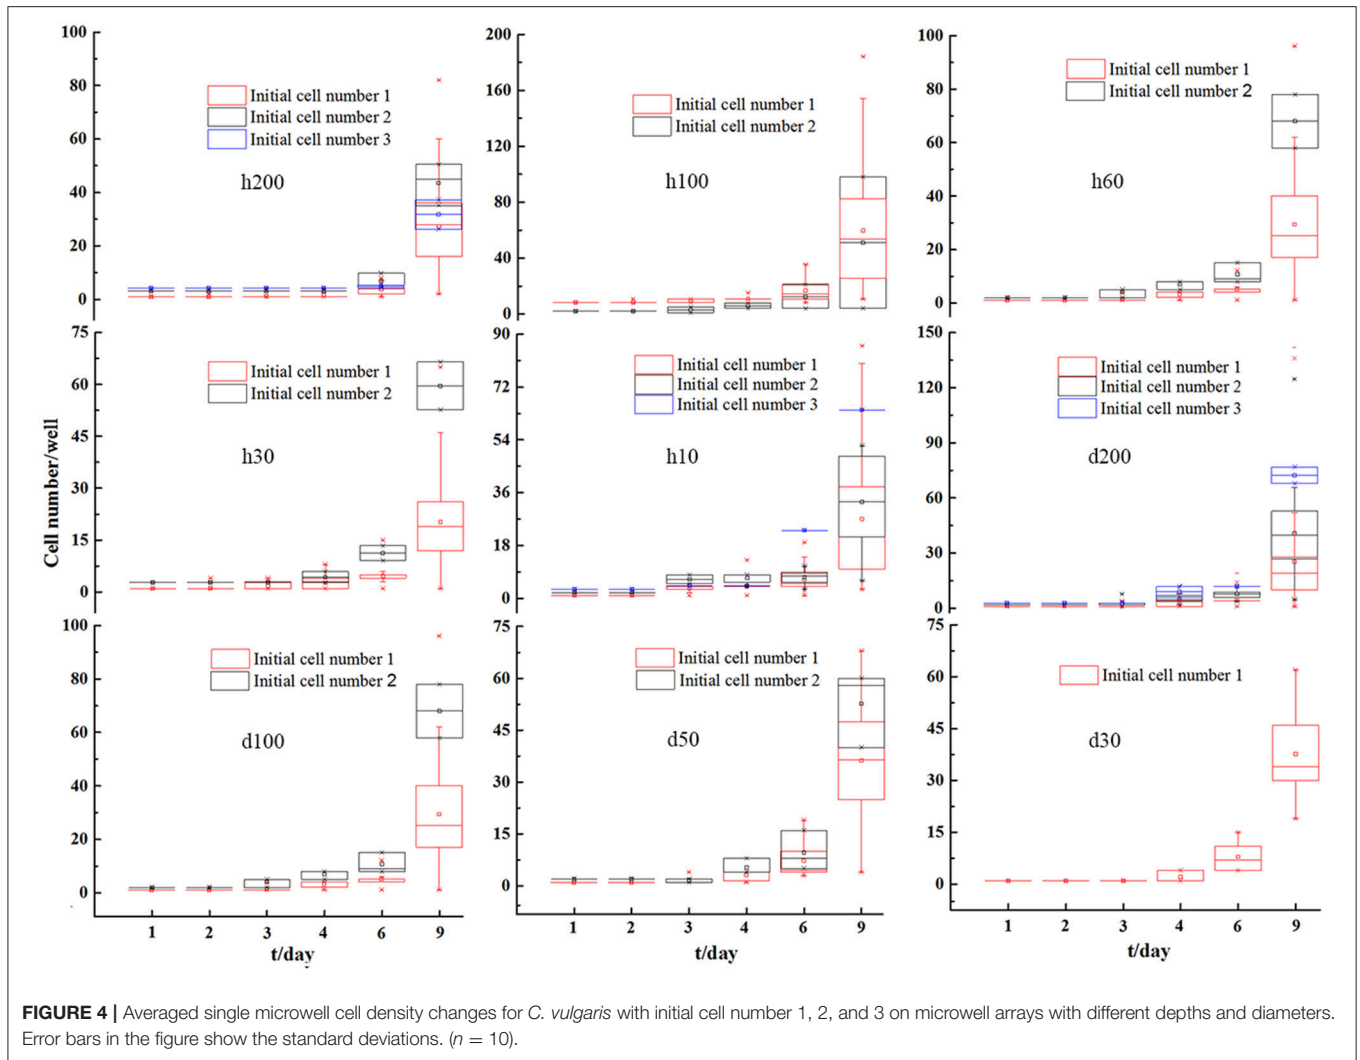 100
80
60
40
20
0
Initial cell number 1
Initial cell number 2
Initial cell number 3
h200
200
160
120
80
40
0
Initial cell number 1
Initial cell number 2
h100
100
80
60
40
20
0
Initial cell number 1
Initial cell number 2
h60
Cell number/well
75
60
45
30
15
0
Initial cell number 1
Initial cell number 2
h30
90
72
54
36
18
0
Initial cell number 1
Initial cell number 2
Initial cell number 3
h10
150
120
90
60
30
0
Initial cell number 1
Initial cell number 2
Initial cell number 3
d200
100
80
60
40
20
0
Initial cell number 1
Initial cell number 2
d100
1 2 3 4 6 9
t/day
75
60
45
30
15
0
Initial cell number 1
Initial cell number 2
d50
1 2 3 4 6 9
t/day
75
60
45
30
15
0
Initial cell number 1
d30
1 2 3 4 6 9
t/day
FIGURE 4 | Averaged single microwell cell density changes for C. vulgaris with initial cell number 1, 2, and 3 on microwell arrays with different depths and diameters.
Error bars in the figure show the standard deviations. (n = 10).